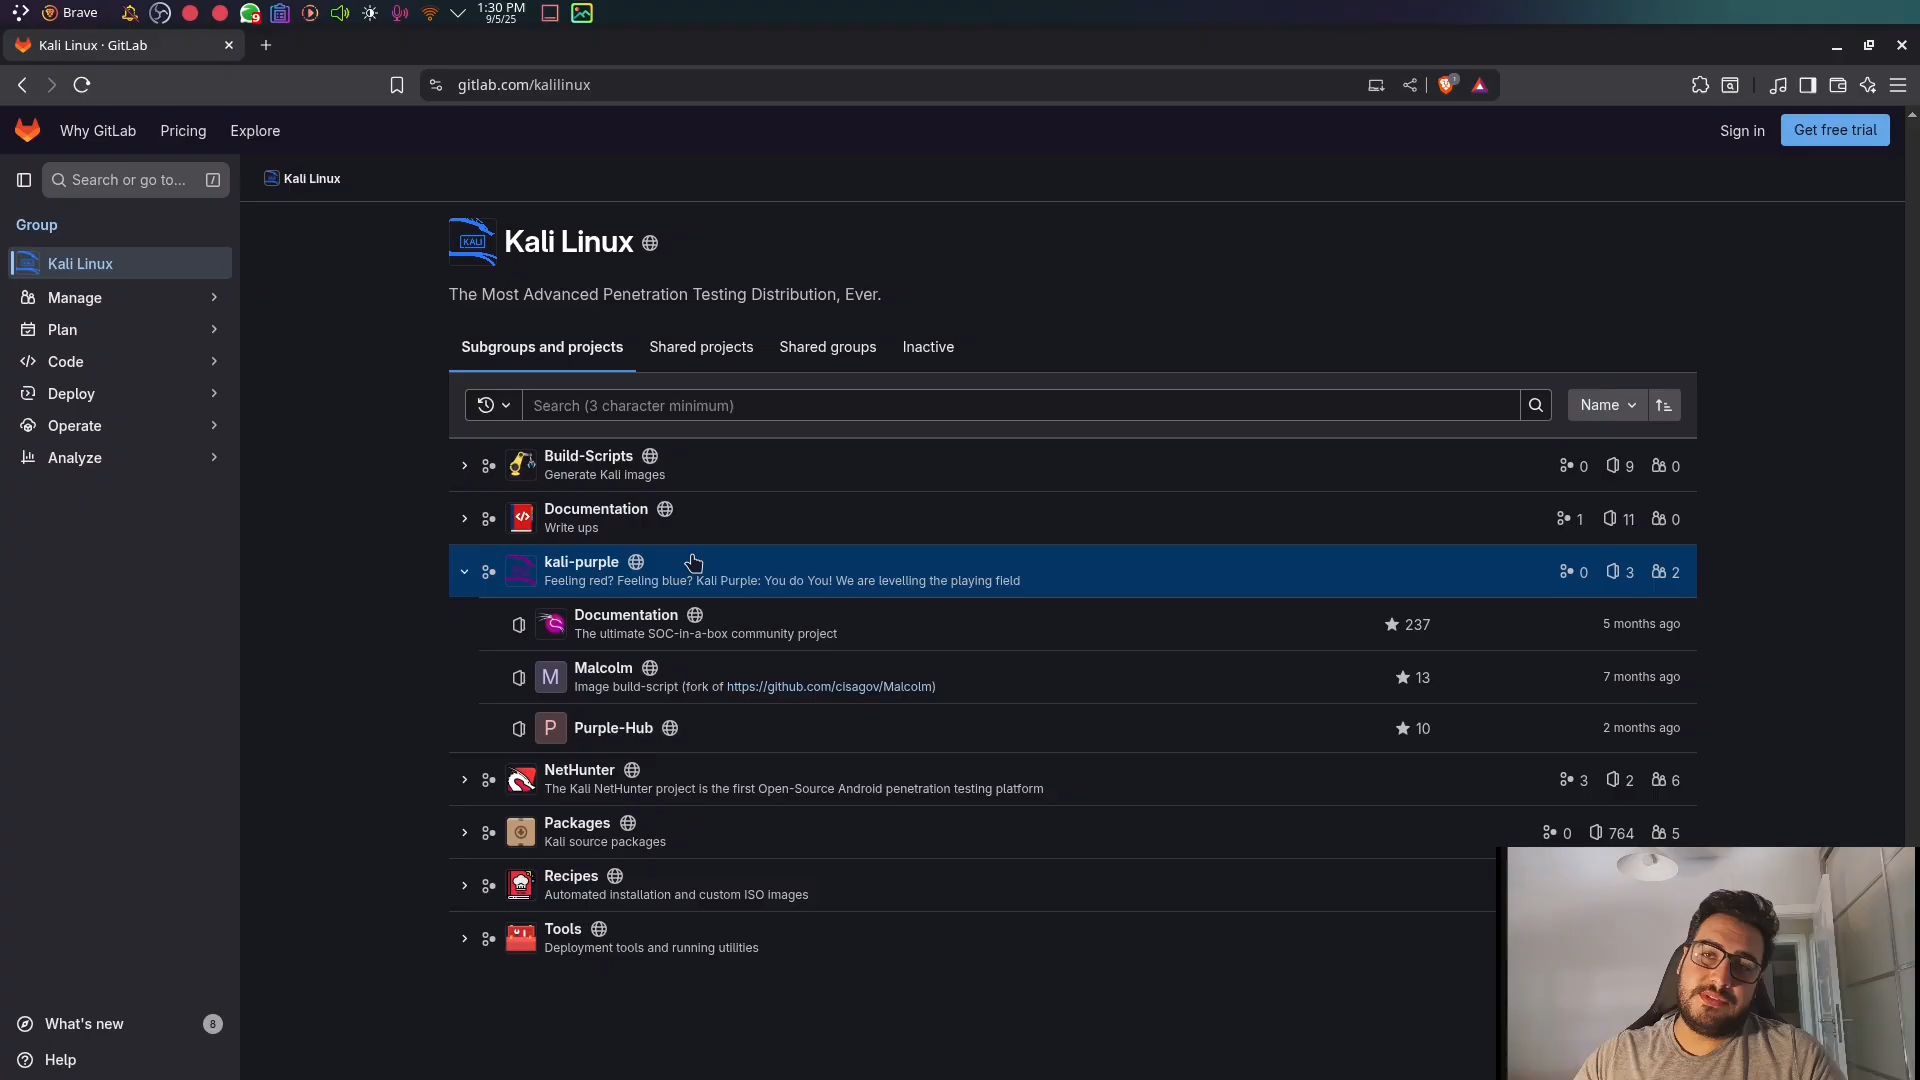 Brave
9
1:30 PM
9/5/25
Kali Linux · GitLab
gitlab.com/kalilinux
1
Why GitLab
Pricing
Explore
Sign in
Get free trial
Search or go to...
/
Kali Linux
Group
Kali Linux
Manage
Plan
Code
Deploy
Operate
Analyze
KALI
Kali Linux
The Most Advanced Penetration Testing Distribution, Ever.
Subgroups and projects
Shared projects
Shared groups
Inactive
Search (3 character minimum)
Name
Build-Scripts
Generate Kali images
0 9 0
Documentation
Write ups
1 11 0
kali-purple
Feeling red? Feeling blue? Kali Purple: You do You! We are levelling the playing field
0 3 2
Documentation
The ultimate SOC-in-a-box community project
237
5 months ago
M
Malcolm
Image build-script (fork of https://github.com/cisagov/Malcolm)
13
7 months ago
P
Purple-Hub
10
2 months ago
NetHunter
The Kali NetHunter project is the first Open-Source Android penetration testing platform
3 2 6
Packages
Kali source packages
0 764 5
Recipes
Automated installation and custom ISO images
Tools
Deployment tools and running utilities
What's new
8
Help